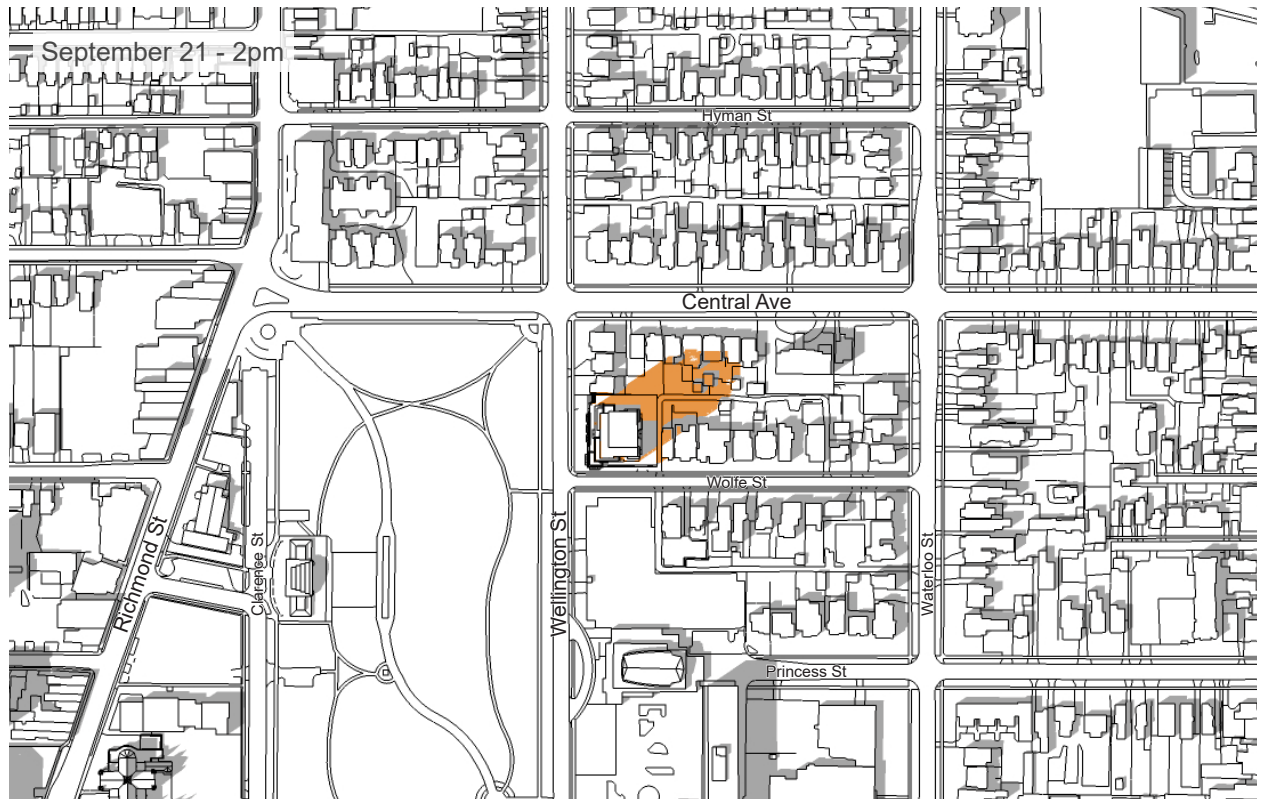 September 21 - 2pm
Hyman St
Central Ave
Wolfe St
Richmond St
Clarence St
Wellington St
Waterloo St
Princess St